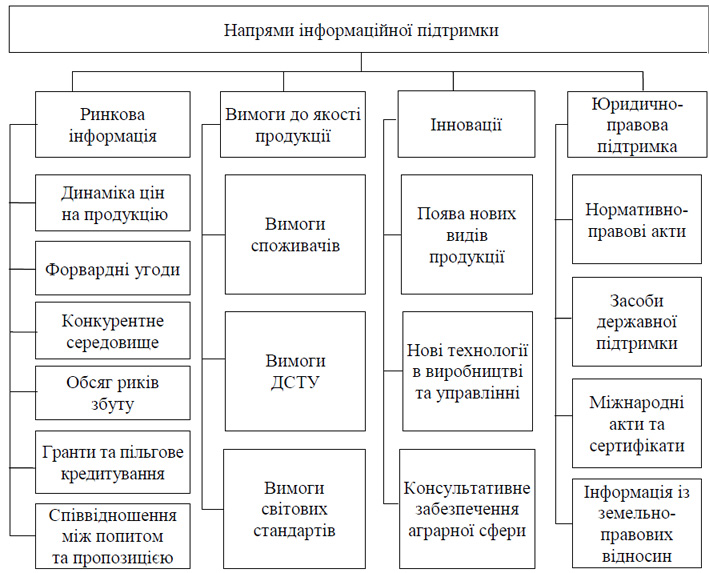 Напрями інформаційної підтримки
Ринкова
інформація
Динаміка цін
на продукцію
Форвардні угоди
Конкурентне
середовище
Обсяг риків
збуту
Гранти та пільгове
кредитування
Співвідношення
між попитом
та пропозицією
Вимоги до якості
продукції
Вимоги
споживачів
Вимоги
ДСТУ
Вимоги
світових
стандартів
Інновації
Поява нових
видів
продукції
Нові технології
в виробництві
та управлінні
Консультативне
забезпечення
аграрної сфери
Юридично-
правова
підтримка
Нормативно-
правові акти
Засоби
державної
підтримки
Міжнародні
акти та
сертифікати
Інформація із
земельно-
правових
відносин